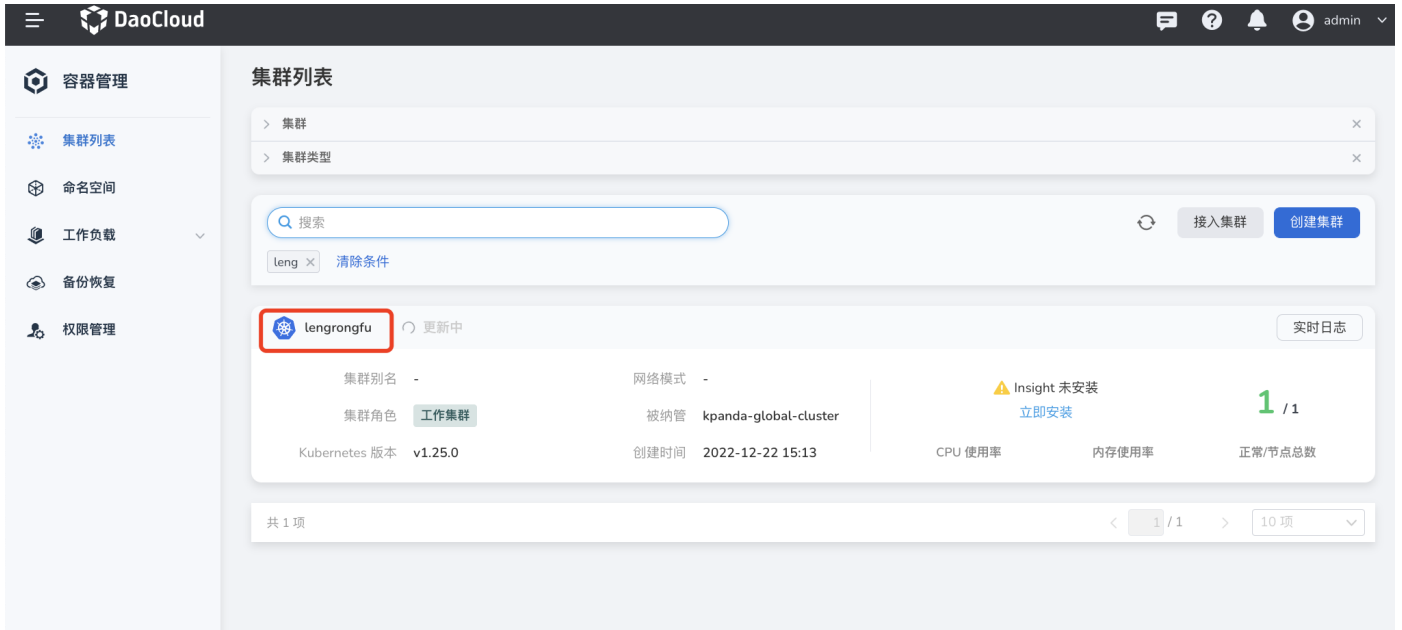 DaoCloud
admin
容器管理
集群列表
命名空间
工作负载
备份恢复
权限管理
集群列表
集群
集群类型
搜索
接入集群
创建集群
leng
清除条件
lengrongfu
更新中
实时日志
集群别名 -
网络模式 -
集群角色 工作集群
被纳管 kpanda-global-cluster
Kubernetes 版本 v1.25.0
创建时间 2022-12-22 15:13
Insight 未安装
立即安装
1 / 1
CPU 使用率
内存使用率
正常/节点总数
共 1 项
1 / 1
10 项